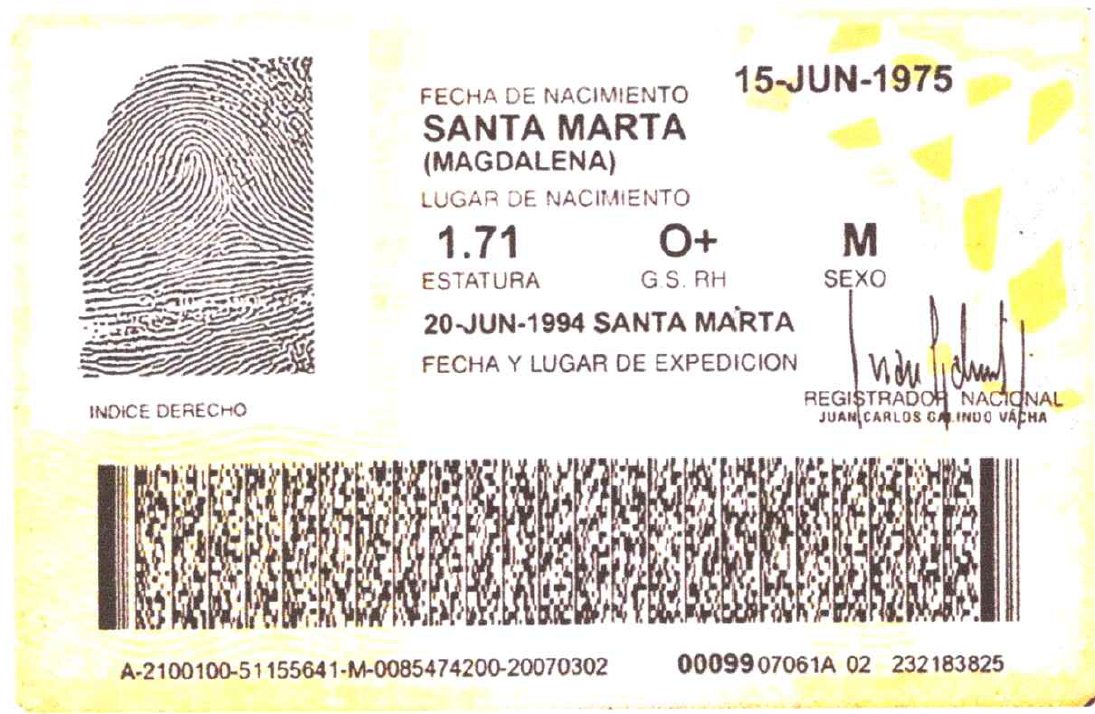 15-JUN-1975
FECHA DE NACIMIENTO
SANTA MARTA
(MAGDALENA)
LUGAR DE NACIMIENTO
1.71 O+ M
ESTATURA G.S. RH SEXO
20-JUN-1994 SANTA MARTA
FECHA Y LUGAR DE EXPEDICION
REGISTRADOR NACIONAL
JUAN CARLOS GALINDO VACHA
INDICE DERECHO
A-2100100-51155641-M-0085474200-20070302 0009907061A 02 232183825